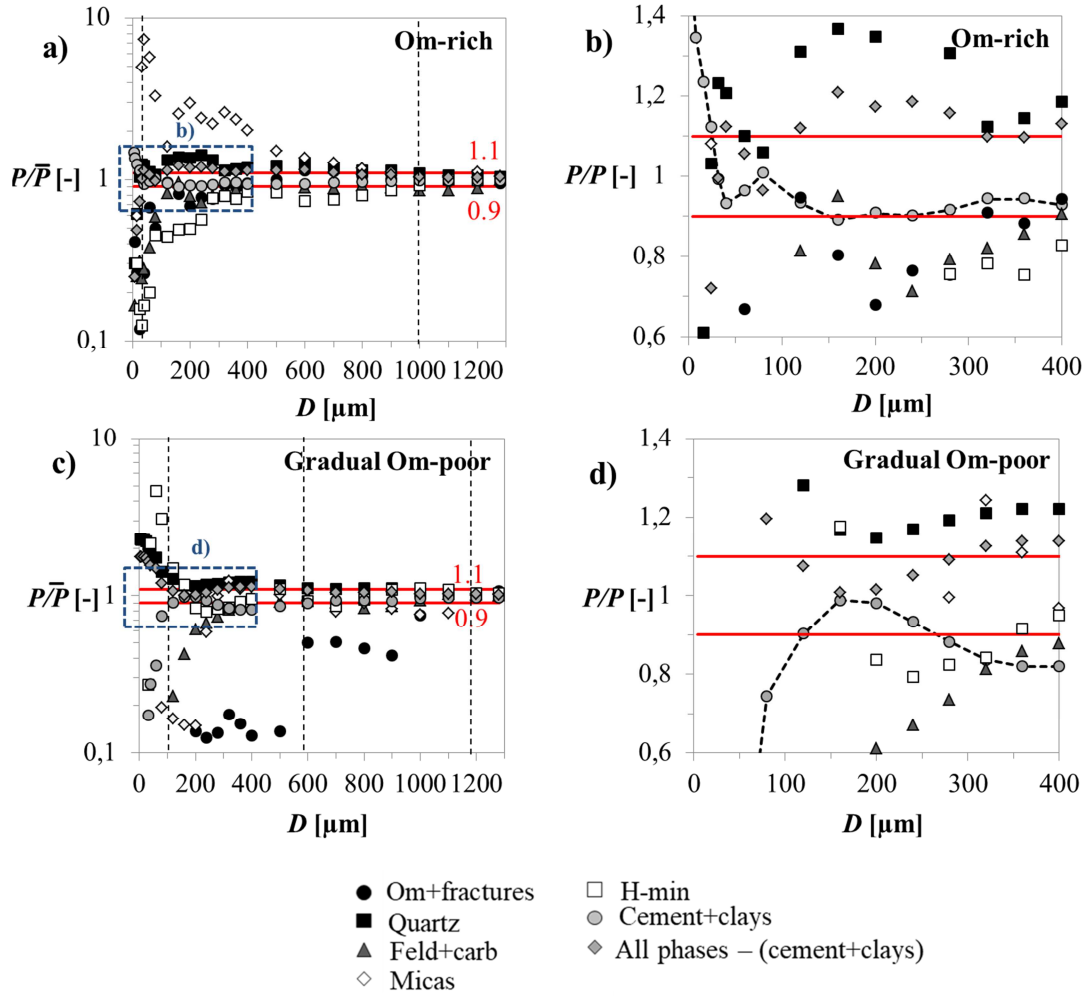 a)
Om-rich
10
1
0,1
P/P̅ [-]
b)
1.1
0.9
0
200
400
600
800
1000
1200
D [µm]
b)
Om-rich
1,4
1,2
1
0,8
0,6
P/P [-]
0
100
200
300
400
D [µm]
c)
Gradual Om-poor
10
1
0,1
P/P̅ [-]
d)
1.1
0.9
0
200
400
600
800
1000
1200
D [µm]
d)
Gradual Om-poor
1,4
1,2
1
0,8
0,6
P/P [-]
0
100
200
300
400
D [µm]
Om+fractures
Quartz
Feld+carb
Micas
H-min
Cement+clays
All phases – (cement+clays)